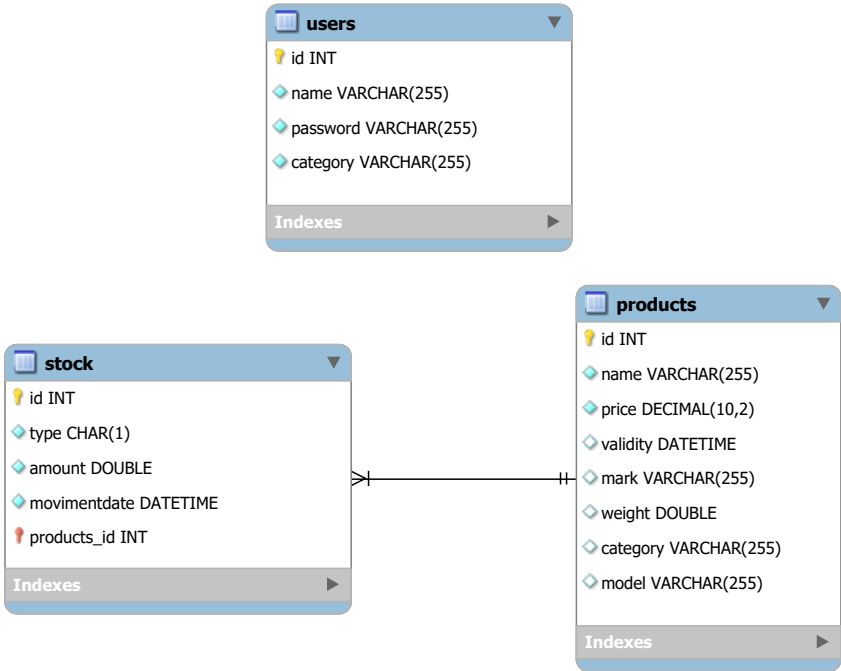 users
id INT
name VARCHAR(255)
password VARCHAR(255)
category VARCHAR(255)
Indexes
stock
id INT
type CHAR(1)
amount DOUBLE
movimentdate DATETIME
products_id INT
Indexes
products
id INT
name VARCHAR(255)
price DECIMAL(10,2)
validity DATETIME
mark VARCHAR(255)
weight DOUBLE
category VARCHAR(255)
model VARCHAR(255)
Indexes